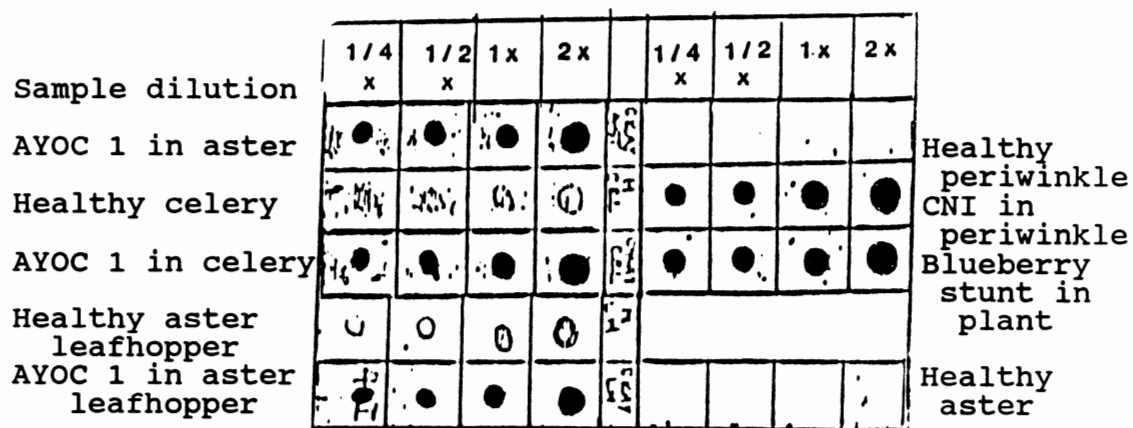 1/4 1/2 1x 2x 1/4 1/2 1x 2x
x x x x
Sample dilution
AYOC 1 in aster
Healthy celery
AYOC 1 in celery
Healthy aster
leafhopper
AYOC 1 in aster
leafhopper
Healthy
periwinkle
CNI in
periwinkle
Blueberry
stunt in
plant
Healthy
aster